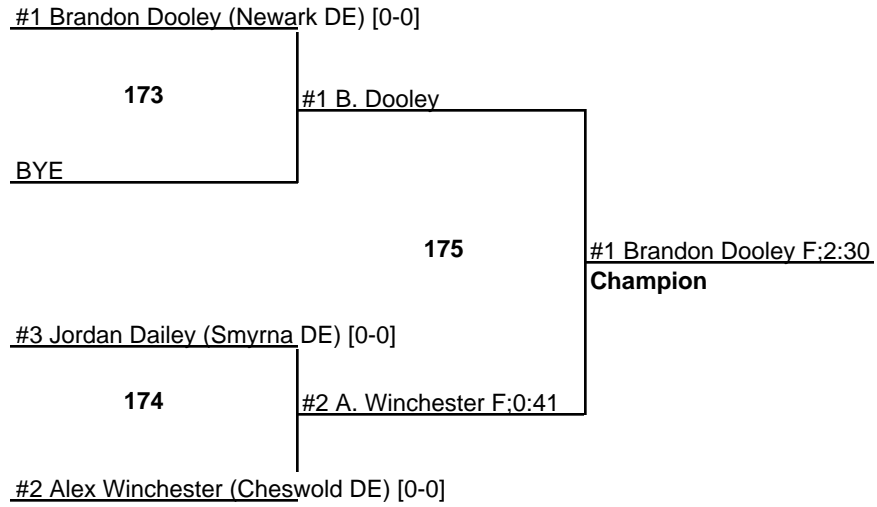 #1 Brandon Dooley (Newark DE) [0-0]
173
#1 B. Dooley
BYE
175
#1 Brandon Dooley F;2:30
Champion
#3 Jordan Dailey (Smyrna DE) [0-0]
174
#2 A. Winchester F;0:41
#2 Alex Winchester (Cheswold DE) [0-0]